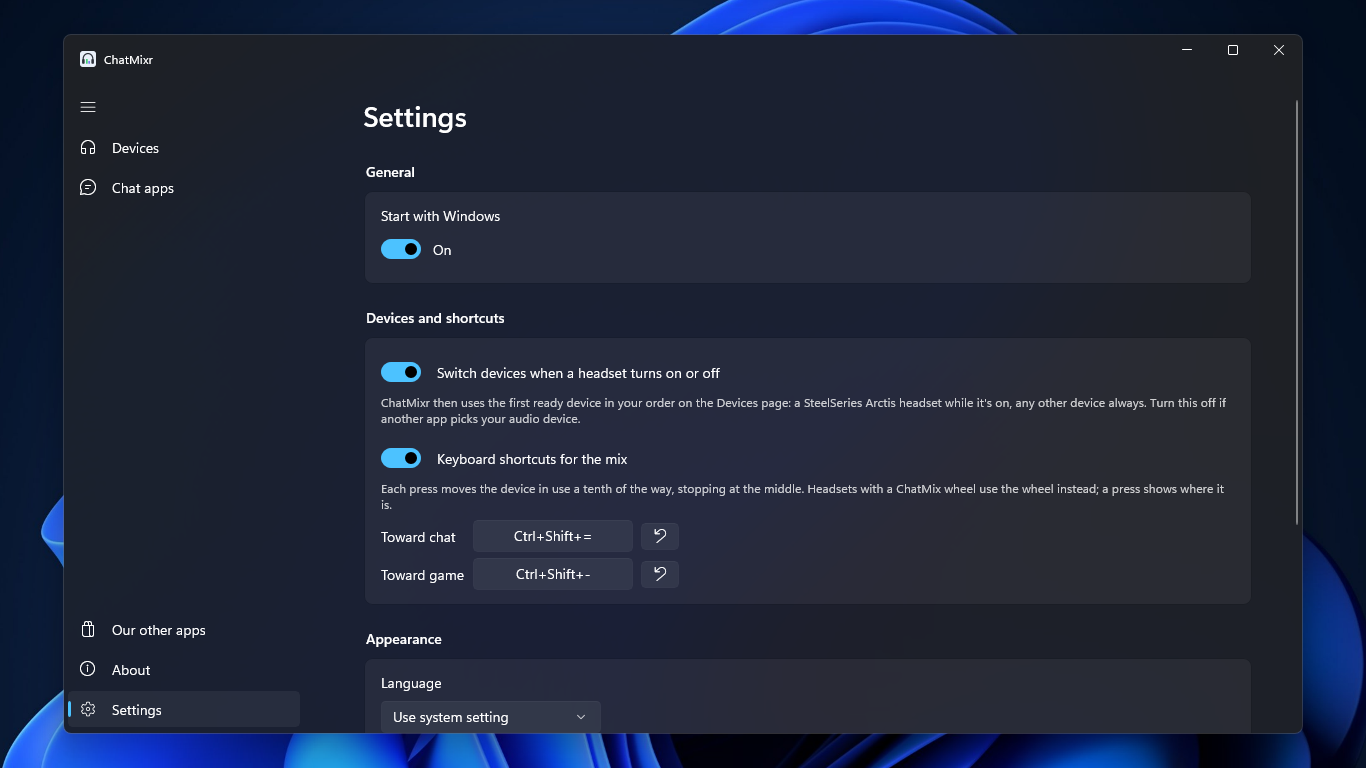 ChatMixr
Devices
Chat apps
Settings
General
Start with Windows
On
Devices and shortcuts
Switch devices when a headset turns on or off
ChatMixr then uses the first ready device in your order on the Devices page: a SteelSeries Arctis headset while it's on, any other device always. Turn this off if
another app picks your audio device.
Keyboard shortcuts for the mix
Each press moves the device in use a tenth of the way, stopping at the middle. Headsets with a ChatMix wheel use the wheel instead; a press shows where it
is.
Toward chat Ctrl+Shift+=
Toward game Ctrl+Shift+-
Appearance
Language
Use system setting
Our other apps
About
Settings